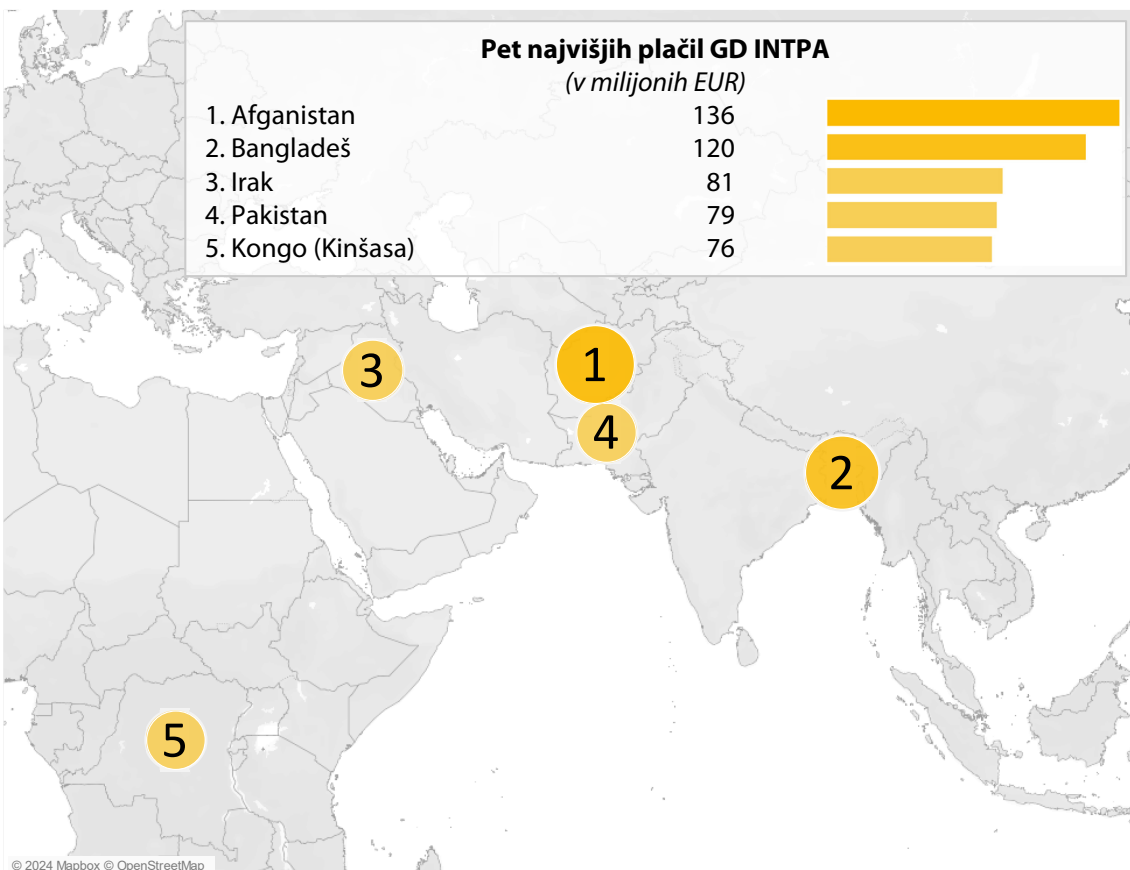 Pet najvišjih plačil GD INTPA
(v milijonih EUR)
1. Afganistan 136
2. Bangladeš 120
3. Irak 81
4. Pakistan 79
5. Kongo (Kinšasa) 76
3
1
4
2
5
© 2024 Mapbox © OpenStreetMap